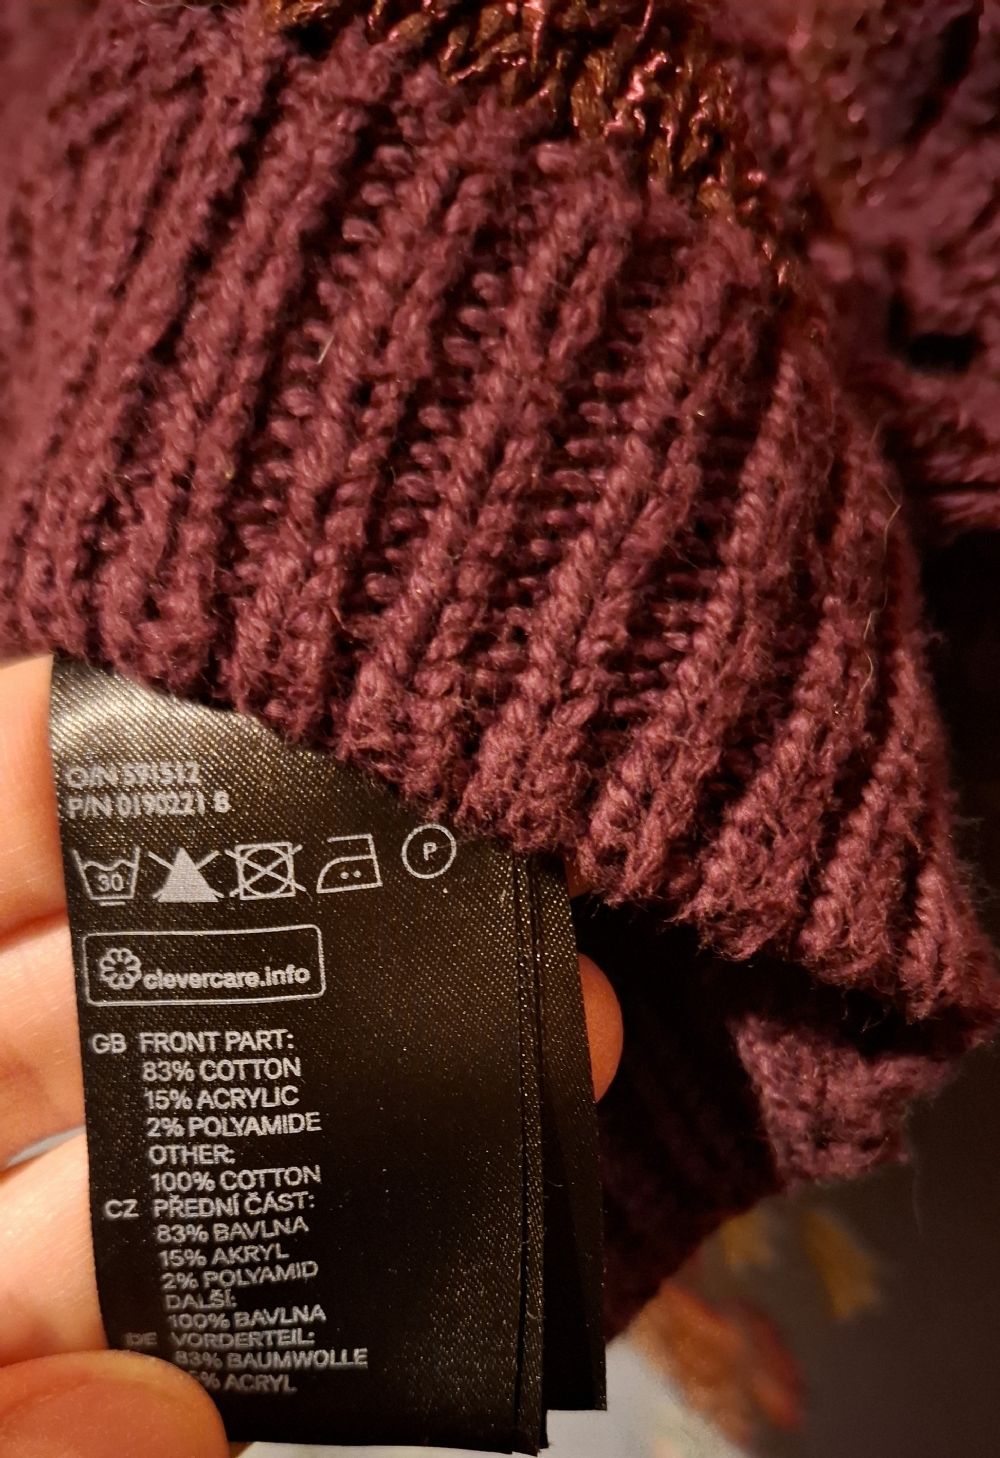 O/N 591512
P/N 0190221 8
30 P
clevercare.info
GB FRONT PART:
83% COTTON
15% ACRYLIC
2% POLYAMIDE
OTHER:
100% COTTON
CZ PŘEDNÍ ČÁST:
83% BAVLNA
15% AKRYL
2% POLYAMID
DALŠÍ:
100% BAVLNA
DE VORDERTEIL:
83% BAUMWOLLE
ACRYL